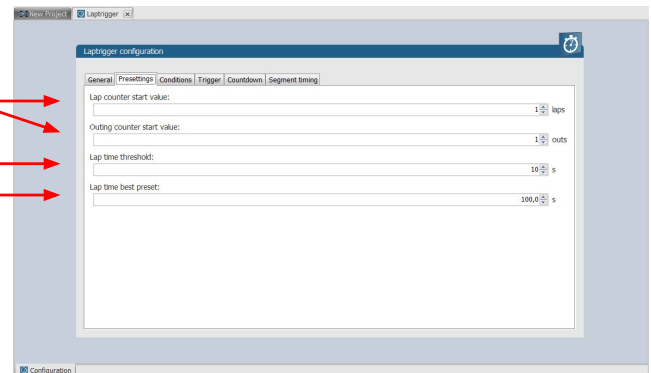 New Project Laptrigger
Laptrigger configuration
General Presettings Conditions Trigger Countdown Segment timing
Lap counter start value:
1 laps
Outing counter start value:
1 outs
Lap time threshold:
10 s
Lap time best preset:
100,0 s
Configuration